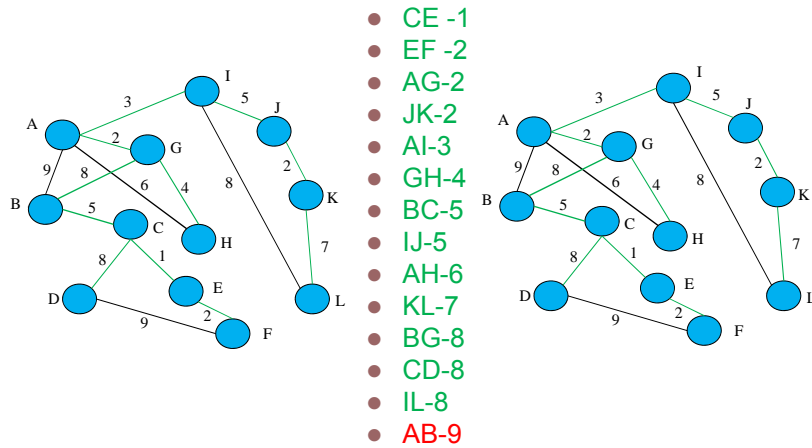 I
3
5
J
A
2
G
9
8
6
4
2
K
B
5
C
8
H
7
8
1
D
E
L
9
2
F
CE -1
EF -2
AG-2
JK-2
AI-3
GH-4
BC-5
IJ-5
AH-6
KL-7
BG-8
CD-8
IL-8
AB-9
I
3
5
J
A
2
G
9
8
6
4
2
K
B
5
C
8
H
7
8
1
D
E
L
9
2
F